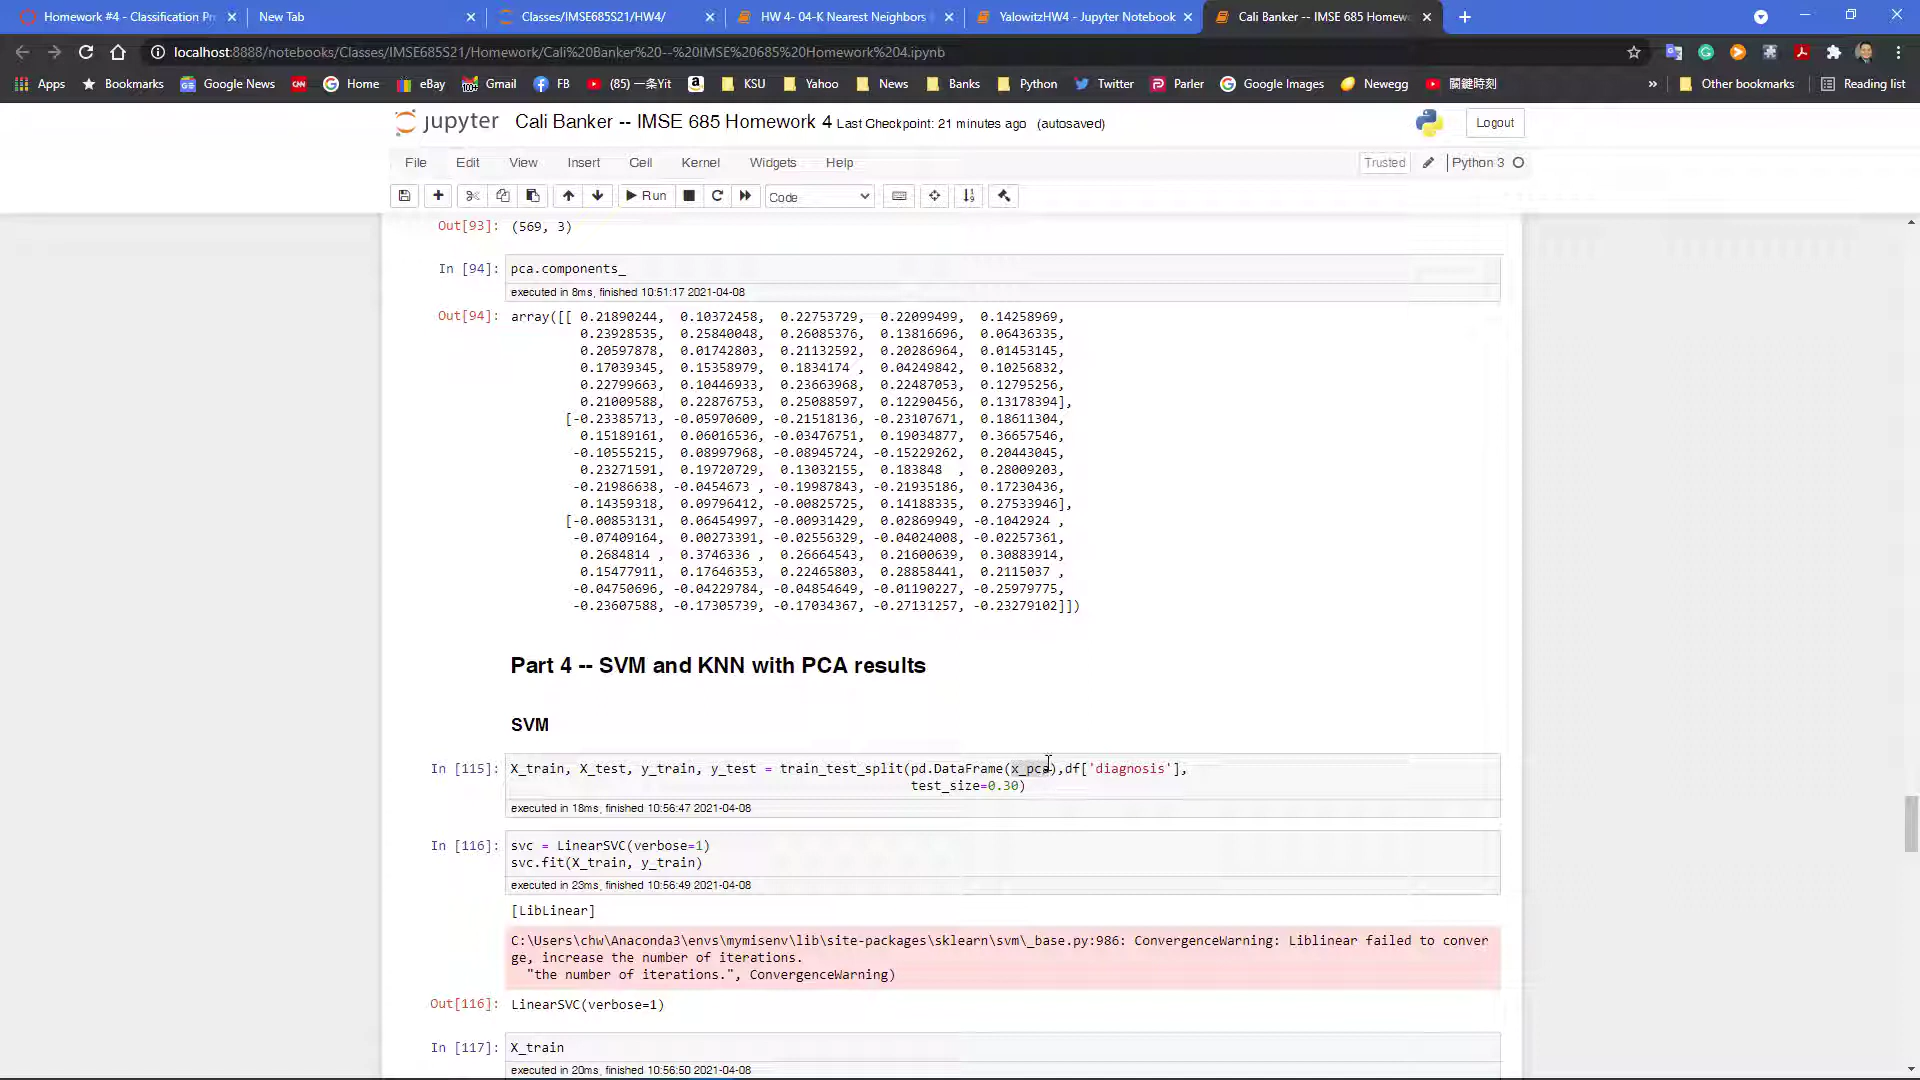 Homework #4 - Classification Pr
New Tab
Classes/IMSE685S21/HW4/
HW 4- 04-K Nearest Neighbors
YalowitzHW4 - Jupyter Notebook
Cali Banker -- IMSE 685 Homew
localhost:8888/notebooks/Classes/IMSE685S21/Homework/Cali%20Banker%20--%20IMSE%20685%20Homework%204.ipynb
Apps
Bookmarks
Google News
Home
eBay
Gmail
FB
(85) 一条Yit
KSU
Yahoo
News
Banks
Python
Twitter
Parler
Google Images
Newegg
關鍵時刻
»
Other bookmarks
Reading list
jupyter Cali Banker -- IMSE 685 Homework 4 Last Checkpoint: 21 minutes ago (autosaved)
Logout
File Edit View Insert Cell Kernel Widgets Help
Trusted
Python 3
Run
Code
Out[93]: (569, 3)
In [94]: pca.components_
executed in 8ms, finished 10:51:17 2021-04-08
Out[94]: array([[ 0.21890244, 0.10372458, 0.22753729, 0.22099499, 0.14258969,
0.23928535, 0.25840048, 0.26085376, 0.13816696, 0.06436335,
0.20597878, 0.01742803, 0.21132592, 0.20286964, 0.01453145,
0.17039345, 0.15358979, 0.1834174 , 0.04249842, 0.10256832,
0.22799663, 0.10446933, 0.23663968, 0.22487053, 0.12795256,
0.21009588, 0.22876753, 0.25088597, 0.12290456, 0.13178394],
[-0.23385713, -0.05970609, -0.21518136, -0.23107671, 0.18611304,
0.15189161, 0.06016536, -0.03476751, 0.19034877, 0.36657546,
-0.10555215, 0.08997968, -0.08945724, -0.15229262, 0.20443045,
0.23271591, 0.19720729, 0.13032155, 0.183848 , 0.28009203,
-0.21986638, -0.0454673 , -0.19987843, -0.21935186, 0.17230436,
0.14359318, 0.09796412, -0.00825725, 0.14188335, 0.27533946],
[-0.00853131, 0.06454997, -0.00931429, 0.02869949, -0.1042924 ,
-0.07409164, 0.00273391, -0.02556329, -0.04024008, -0.02257361,
0.2684814 , 0.3746336 , 0.26664543, 0.21600639, 0.30883914,
0.15477911, 0.17646353, 0.22465803, 0.28858441, 0.2115037 ,
-0.04750696, -0.04229784, -0.04854649, -0.01190227, -0.25979775,
-0.23607588, -0.17305739, -0.17034367, -0.27131257, -0.23279102]])
Part 4 -- SVM and KNN with PCA results
SVM
In [115]: X_train, X_test, y_train, y_test = train_test_split(pd.DataFrame(x_pca),df['diagnosis'],
test_size=0.30)
executed in 18ms, finished 10:56:47 2021-04-08
In [116]: svc = LinearSVC(verbose=1)
svc.fit(X_train, y_train)
executed in 23ms, finished 10:56:49 2021-04-08
[LibLinear]
C:\Users\chw\Anaconda3\envs\mymisenv\lib\site-packages\sklearn\svm\_base.py:986: ConvergenceWarning: Liblinear failed to conver
ge, increase the number of iterations.
"the number of iterations.", ConvergenceWarning)
Out[116]: LinearSVC(verbose=1)
In [117]: X_train
executed in 20ms, finished 10:56:50 2021-04-08